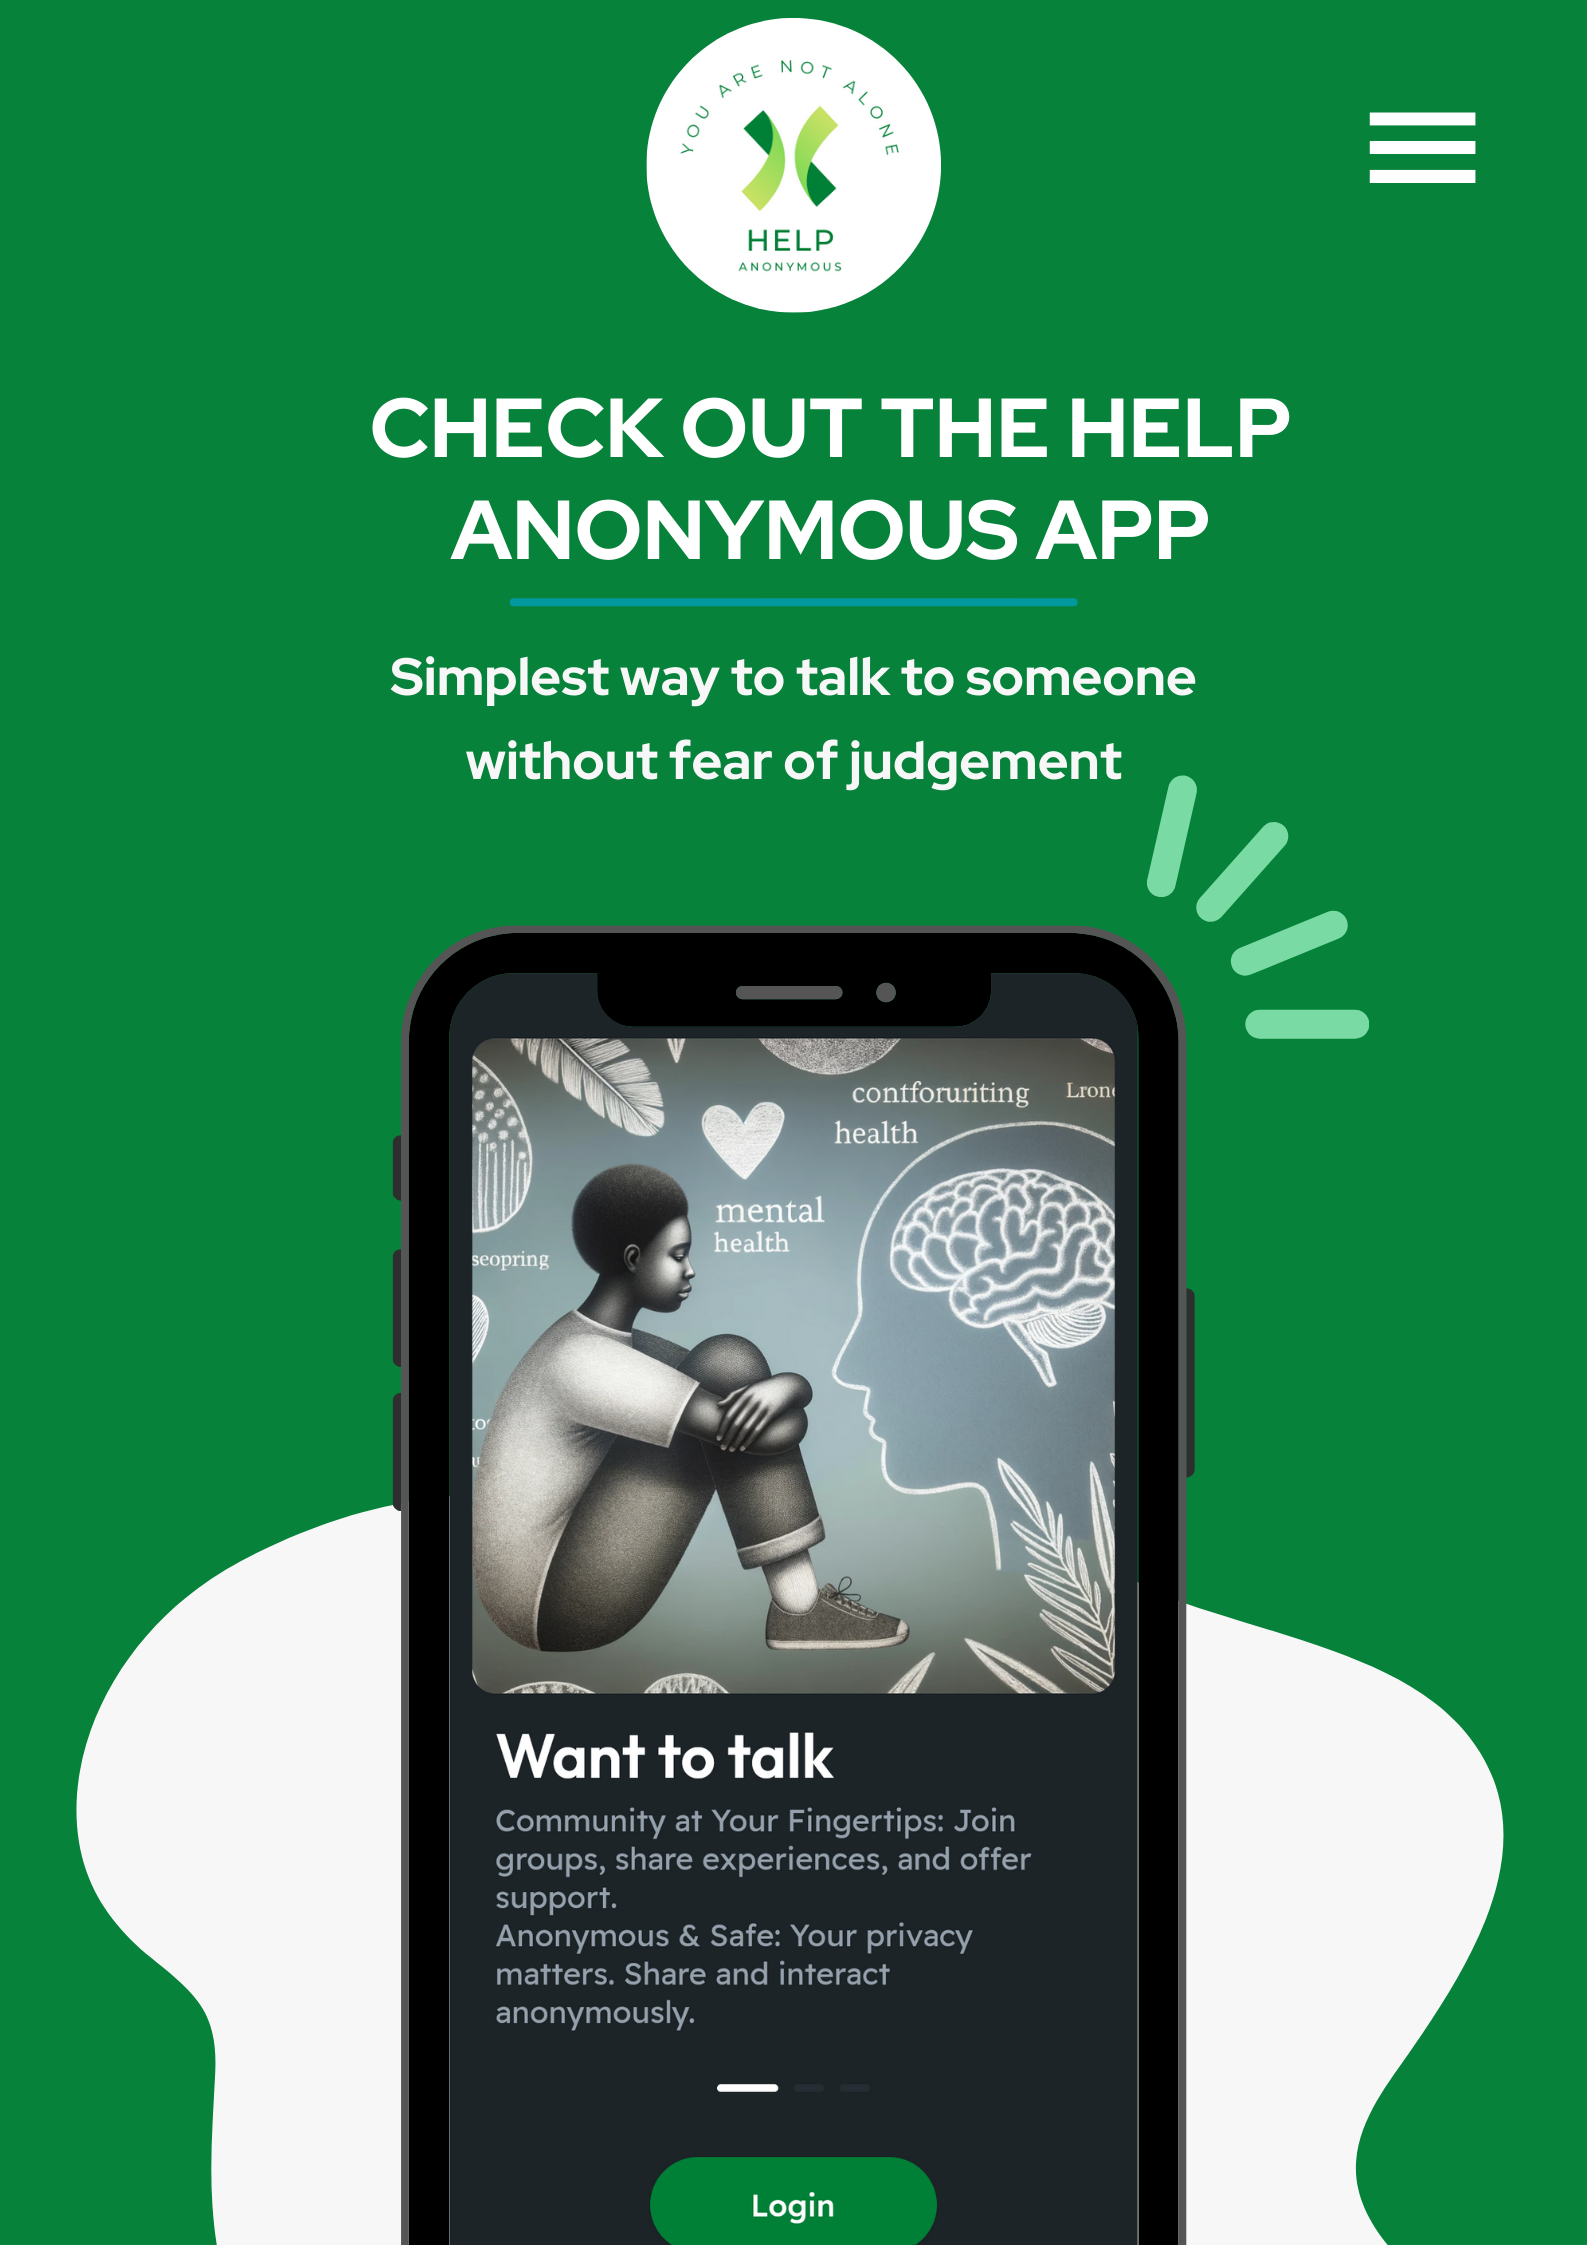 YOU ARE NOT ALONE
HELP
ANONYMOUS
CHECK OUT THE HELP
ANONYMOUS APP
Simplest way to talk to someone
without fear of judgement
contforuriting
health
mental
health
seopring
Want to talk
Community at Your Fingertips: Join
groups, share experiences, and offer
support.
Anonymous & Safe: Your privacy
matters. Share and interact
anonymously.
Login